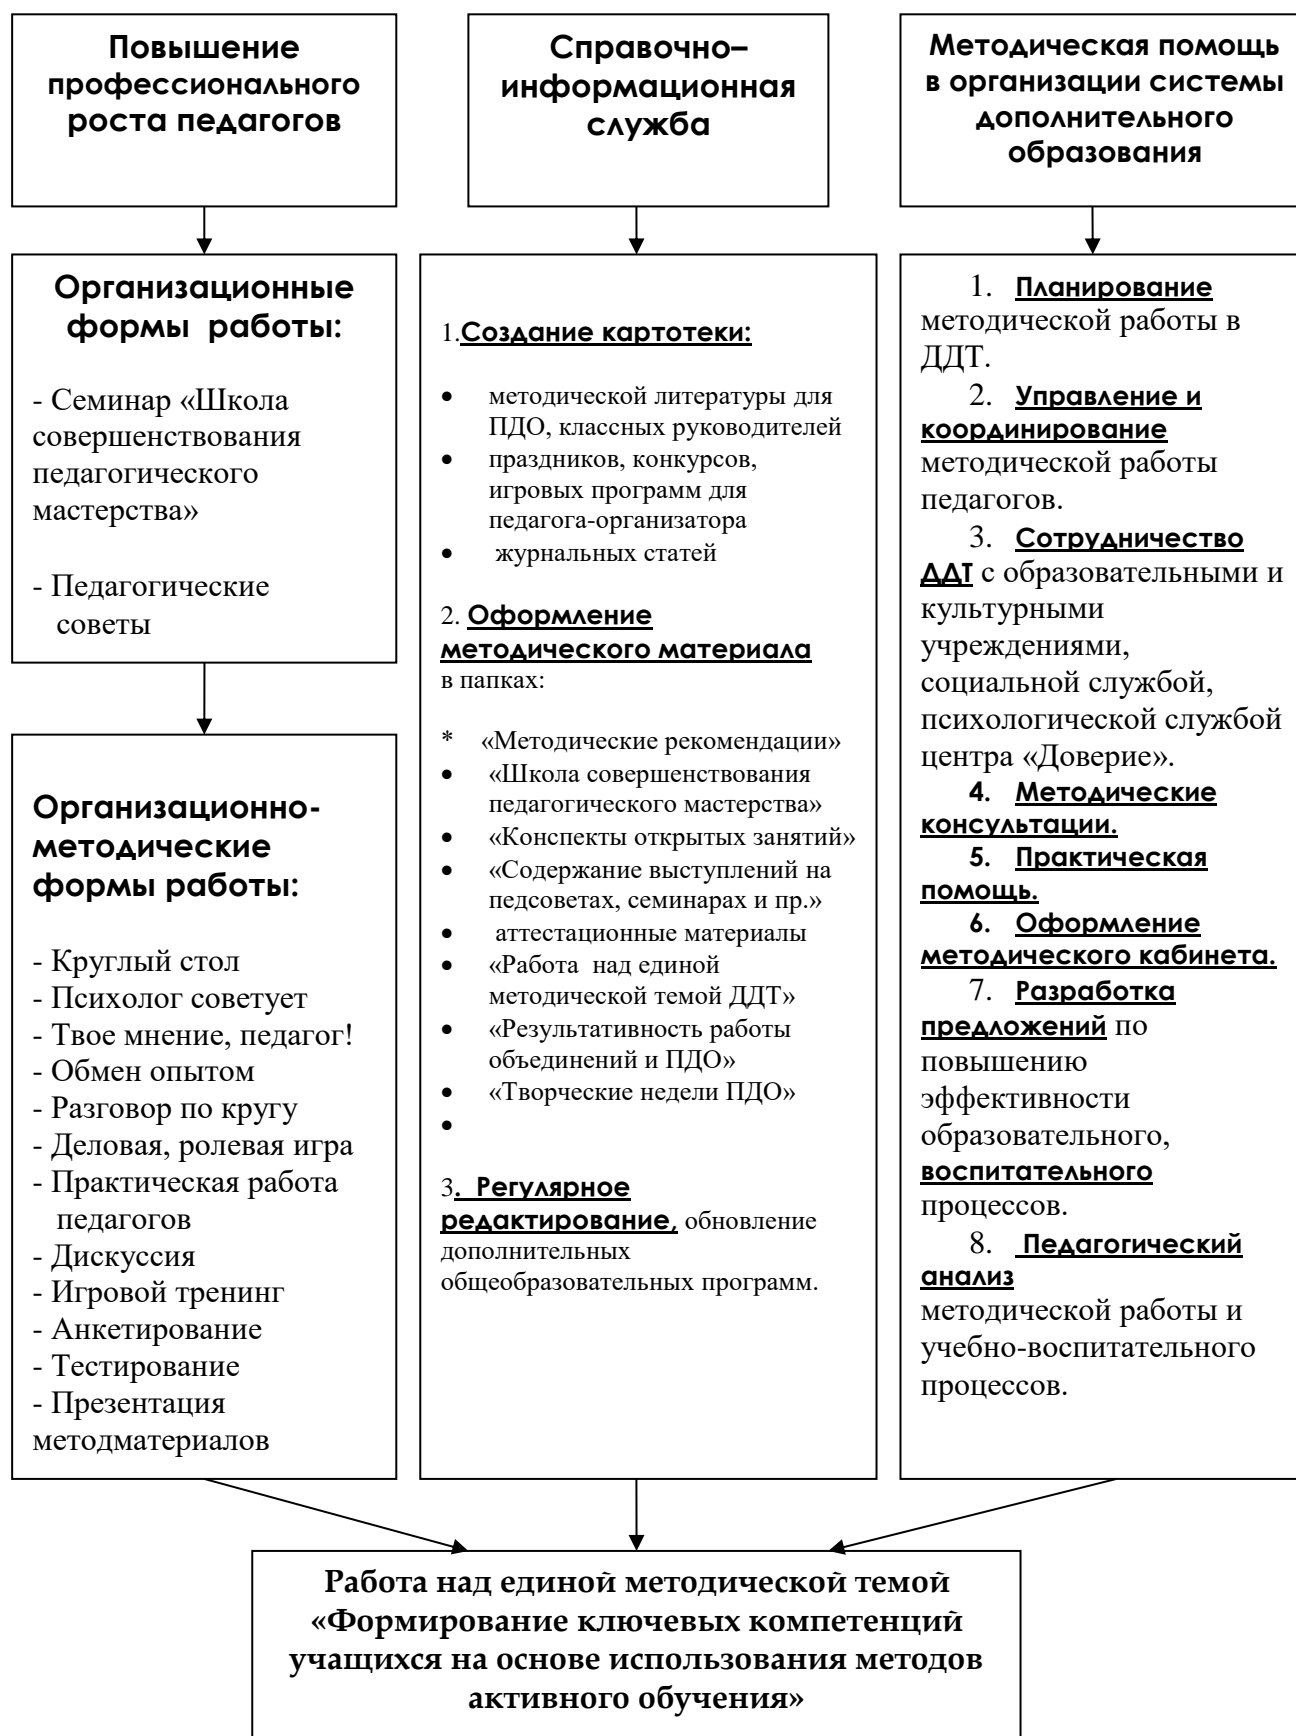 Повышение
профессионального
роста педагогов
Справочно–
информационная
служба
Методическая помощь
в организации системы
дополнительного
образования
Организационные
формы  работы:
- Семинар «Школа
совершенствования
педагогического
мастерства»
- Педагогические
советы
Организационно-
методические
формы работы:
- Круглый стол
- Психолог советует
- Твое мнение, педагог!
- Обмен опытом
- Разговор по кругу
- Деловая, ролевая игра
- Практическая работа
педагогов
- Дискуссия
- Игровой тренинг
- Анкетирование
- Тестирование
- Презентация
методматериалов
1.Создание картотеки:
• методической литературы для
ПДО, классных руководителей
• праздников, конкурсов,
игровых программ для
педагога-организатора
• журнальных статей
2. Оформление
методического материала
в папках:
* «Методические рекомендации»
• «Школа совершенствования
педагогического мастерства»
• «Конспекты открытых занятий»
• «Содержание выступлений на
педсоветах, семинарах и пр.»
• аттестационные материалы
• «Работа  над единой
методической темой ДДТ»
• «Результативность работы
объединений и ПДО»
• «Творческие недели ПДО»
•
3.  Регулярное
редактирование, обновление
дополнительных
общеобразовательных программ.
1. Планирование
методической работы в
ДДТ.
2. Управление и
координирование
методической работы
педагогов.
3. Сотрудничество
ДДТ с образовательными и
культурными
учреждениями,
социальной службой,
психологической службой
центра «Доверие».
4. Методические
консультации.
5. Практическая
помощь.
6. Оформление
методического кабинета.
7. Разработка
предложений по
повышению
эффективности
образовательного,
воспитательного
процессов.
8. Педагогический
анализ
методической работы и
учебно-воспитательного
процессов.
Работа над единой методической темой
«Формирование ключевых компетенций
учащихся на основе использования методов
активного обучения»